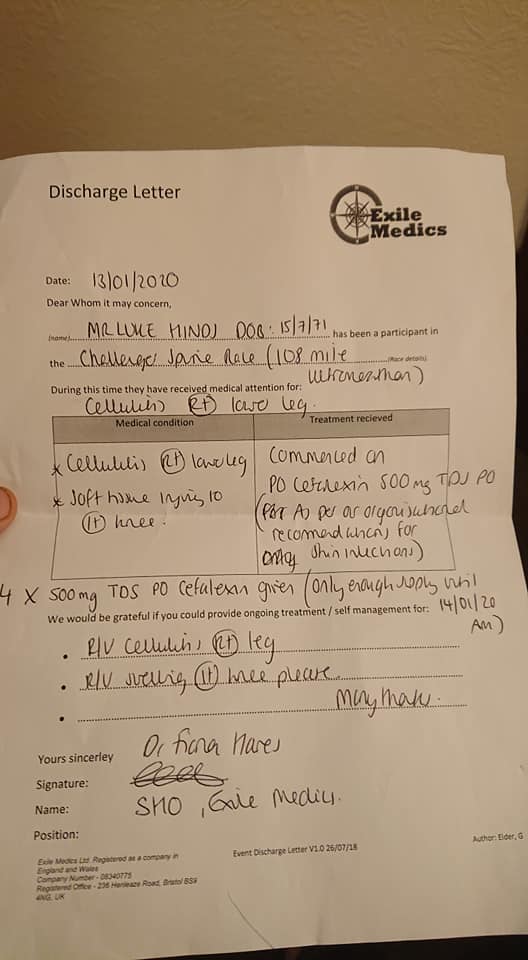 Discharge Letter
Exile
Medics
Date: 13/01/2020
Dear Whom it may concern,
(name) MR LUKE HINDS DOB: 15/7/71 has been a participant in
the Challenger Spine Race (108 mile (Race details)
ultramarathon)
During this time they have received medical attention for:
Cellulitis Rt lower leg.
Medical condition
Treatment recieved
* Cellulitis Rt lower leg
* Soft tissue injury to
lt knee.
Commenced on
PO Cefalexin 500mg TDS PO
(as per organisational
recommendations for
skin infections)
4 X 500mg TDS PO Cefalexin given (only enough supply until
14/01/20
AM)
We would be grateful if you could provide ongoing treatment / self management for:
• R/V Cellulitis Rt leg
• R/V swelling lt knee please.
• Many thanks.
Yours sincerley Dr Fiona Hares
Signature:
Name: SHO, Exile Medics.
Position:
Exile Medics Ltd. Registered as a company in
England and Wales
Company Number - 08340775
Registered Office - 236 Henleaze Road, Bristol BS9
4NG, UK
Event Discharge Letter V1.0 26/07/18
Author: Elder, G